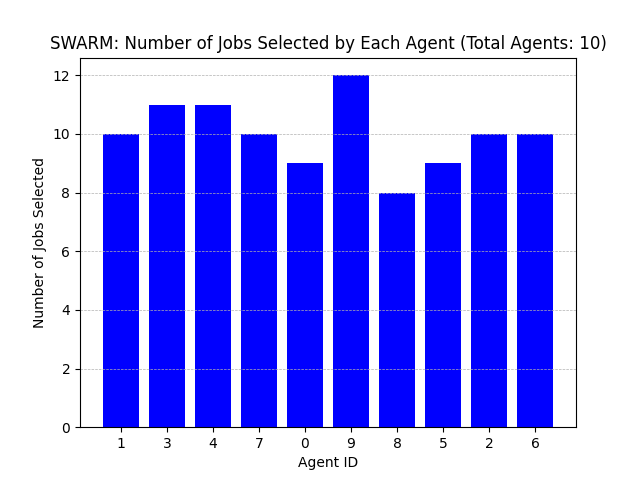 SWARM: Number of Jobs Selected by Each Agent (Total Agents: 10)
12
10
8
6
4
2
0
Number of Jobs Selected
1 3 4 7 0 9 8 5 2 6
Agent ID